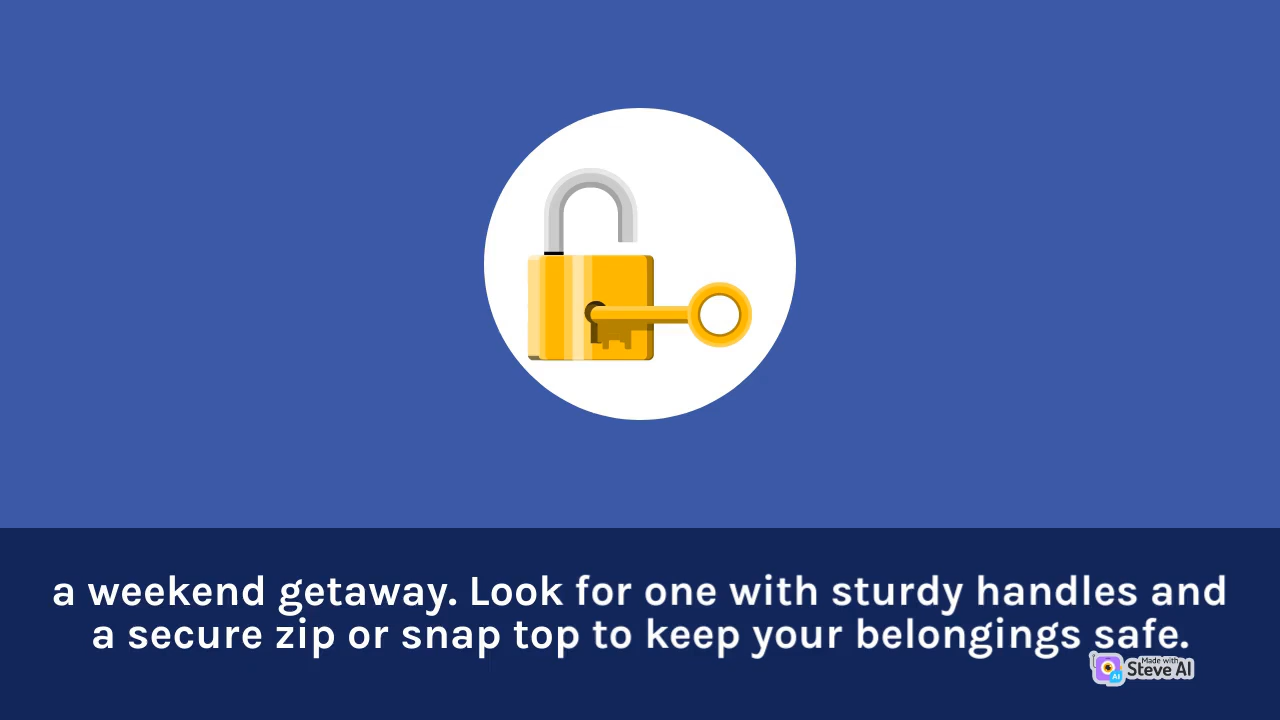 a weekend getaway. Look for one with sturdy handles and
a secure zip or snap top to keep your belongings safe.
Made with
Steve AI
AI